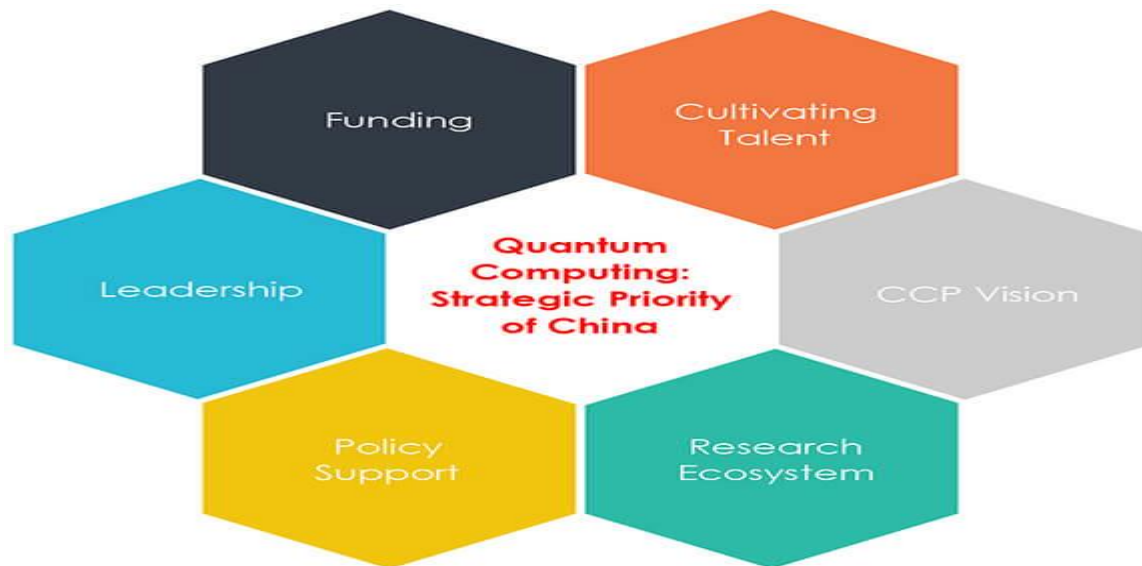 Funding
Cultivating
Talent
Leadership
Quantum
Computing:
Strategic Priority
of China
CCP Vision
Policy
Support
Research
Ecosystem